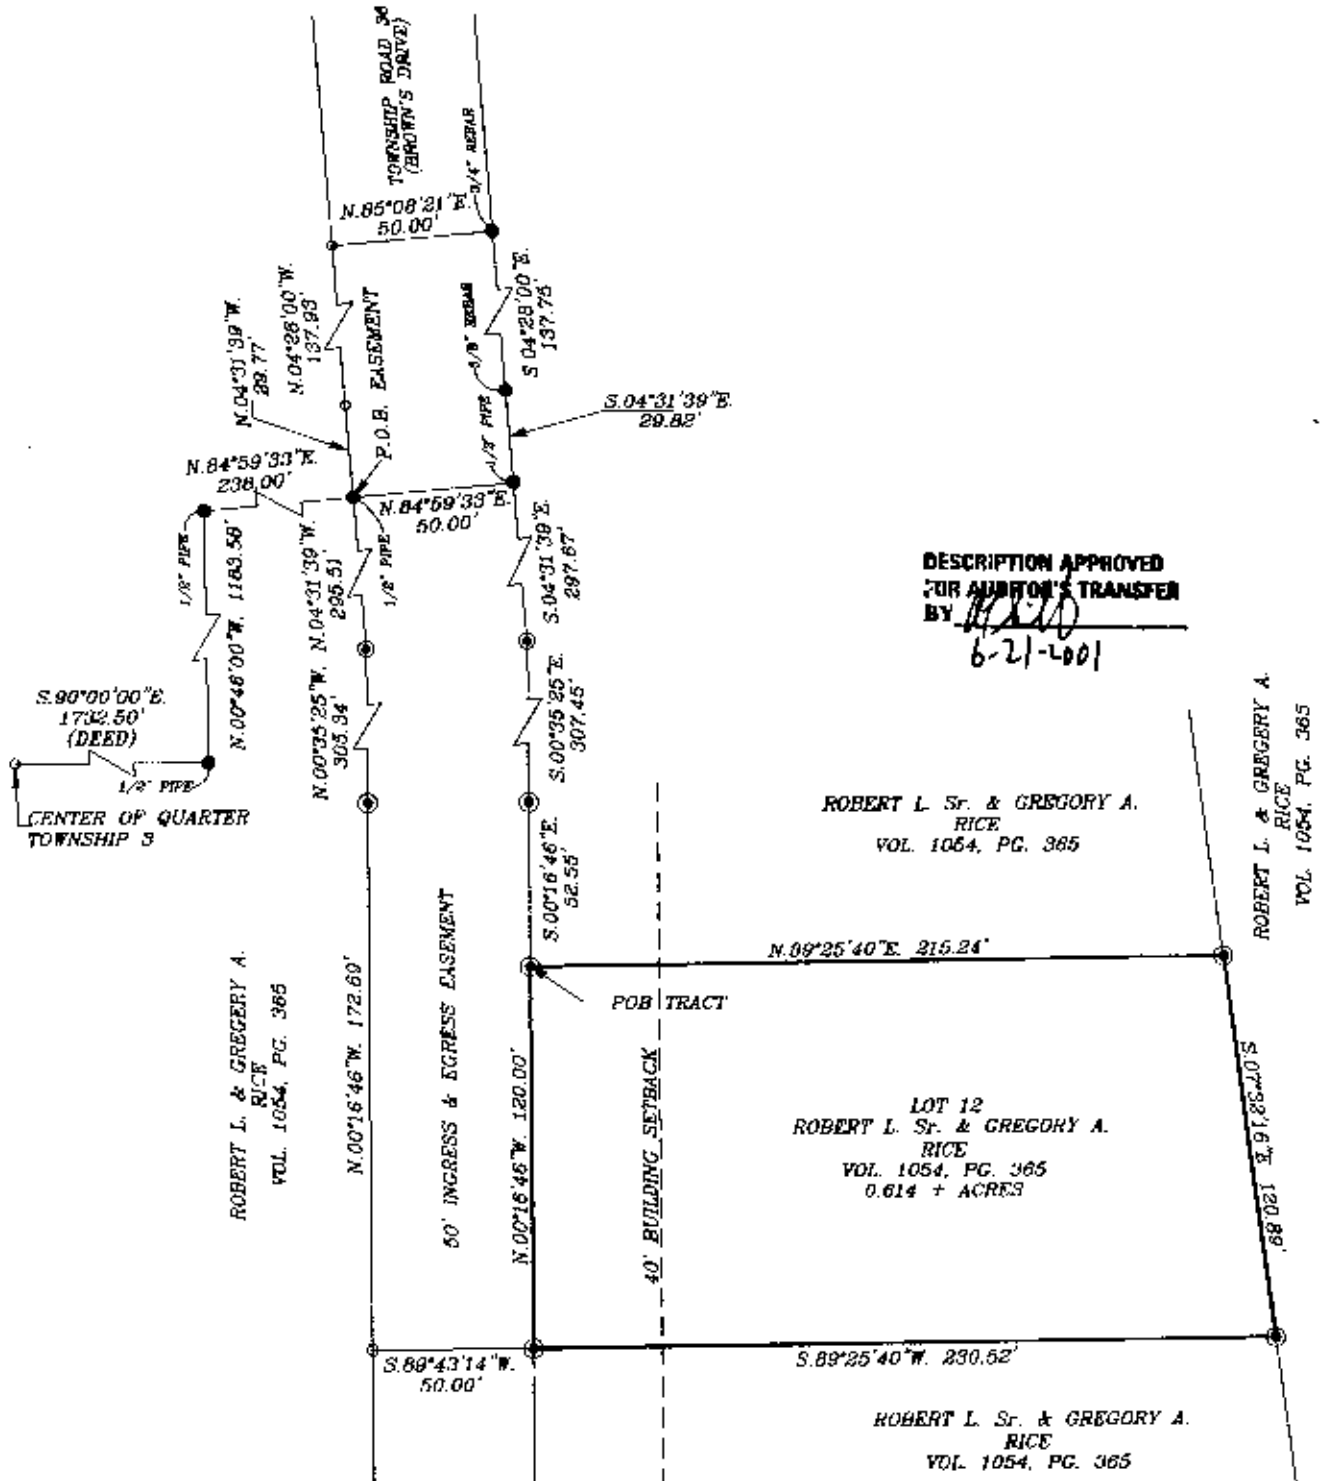 TOWNSHIP ROAD 36
(BROWN'S DRIVE)
3/4" REBAR
N.85°08'21"E.
50.00'
N.04°28'00"W.
137.93'
S 04°28'00"E.
137.75'
5/8" REBAR
N.04°31'39"W.
29.77'
P.O.B. EASEMENT
S.04°31'39"E.
29.82'
1/2" PIPE
N.84°59'33"E.
238.00'
N.84°59'33"E.
50.00'
1/2" PIPE
1/2" PIPE
N.00°46'00"W. 1183.58'
N.04°31'39"W.
295.51'
S.04°31'39"E.
297.67'
DESCRIPTION APPROVED
FOR AUDITOR'S TRANSFER
BY
6-21-2001
S.90°00'00"E.
1732.50'
(DEED)
1/2" PIPE
CENTER OF QUARTER
TOWNSHIP 3
N.00°35'25"W.
305.34'
S.00°35'25"E.
307.45'
ROBERT L. & GREGERY A.
RICE
VOL. 1054, PG. 365
ROBERT L. Sr. & GREGORY A.
RICE
VOL. 1054, PG. 365
S.00°16'46"E.
52.55'
N.89°25'40"E. 215.24'
POB TRACT
ROBERT L. & GREGERY A.
RICE
VOL. 1054, PG. 365
N.00°16'46"W. 172.69'
50' INGRESS & EGRESS EASEMENT
N.00°16'46"W. 120.00'
40' BUILDING SETBACK
LOT 12
ROBERT L. Sr. & GREGORY A.
RICE
VOL. 1054, PG. 365
0.614 + ACRES
S.07°32'16"E. 120.89'
S.89°43'14"W.
50.00'
S.89°25'40"W. 230.52'
ROBERT L. Sr. & GREGORY A.
RICE
VOL. 1054, PG. 365